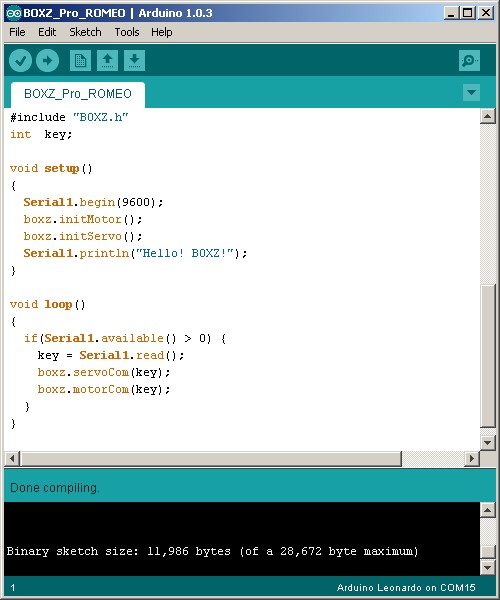 BOXZ_Pro_ROMEO | Arduino 1.0.3
File Edit Sketch Tools Help
BOXZ_Pro_ROMEO
#include "BOXZ.h"
int  key;
void setup()
{
  Serial1.begin(9600);
  boxz.initMotor();
  boxz.initServo();
  Serial1.println("Hello! BOXZ!");
}
void loop()
{
  if(Serial1.available() > 0) {
    key = Serial1.read();
    boxz.servoCom(key);
    boxz.motorCom(key);
  }
}
Done compiling.
Binary sketch size: 11,986 bytes (of a 28,672 byte maximum)
1 Arduino Leonardo on COM15